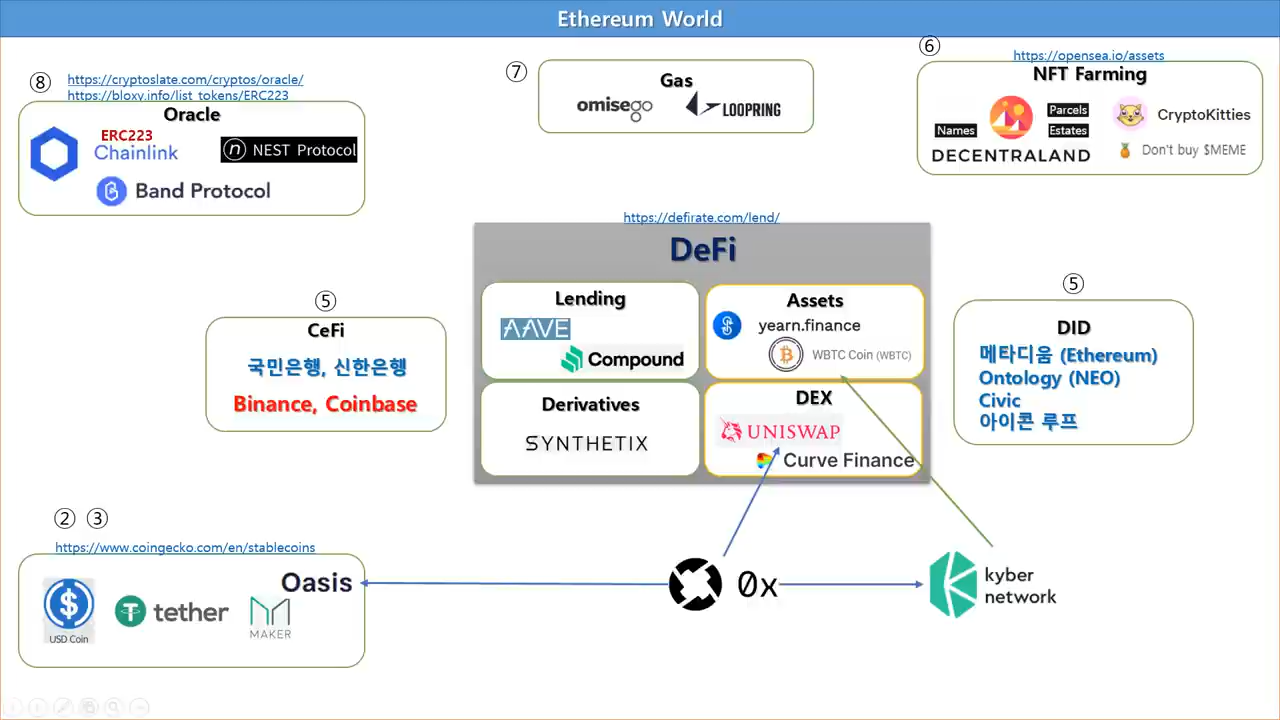 Ethereum World
⑧
https://cryptoslate.com/cryptos/oracle/
https://bloxy.info/list_tokens/ERC223
Oracle
ERC223
Chainlink
NEST Protocol
Band Protocol
⑦
Gas
omisego
LOOPRING
⑥
https://opensea.io/assets
NFT Farming
Names
Parcels
Estates
DECENTRALAND
CryptoKitties
Don't buy $MEME
https://defirate.com/lend/
DeFi
Lending
AAVE
Compound
Assets
yearn.finance
WBTC Coin (WBTC)
Derivatives
SYNTHETIX
DEX
UNISWAP
Curve Finance
⑤
CeFi
국민은행, 신한은행
Binance, Coinbase
⑤
DID
메타디움 (Ethereum)
Ontology (NEO)
Civic
아이콘 루프
② ③
https://www.coingecko.com/en/stablecoins
USD Coin
tether
Oasis
MAKER
0x
kyber
network